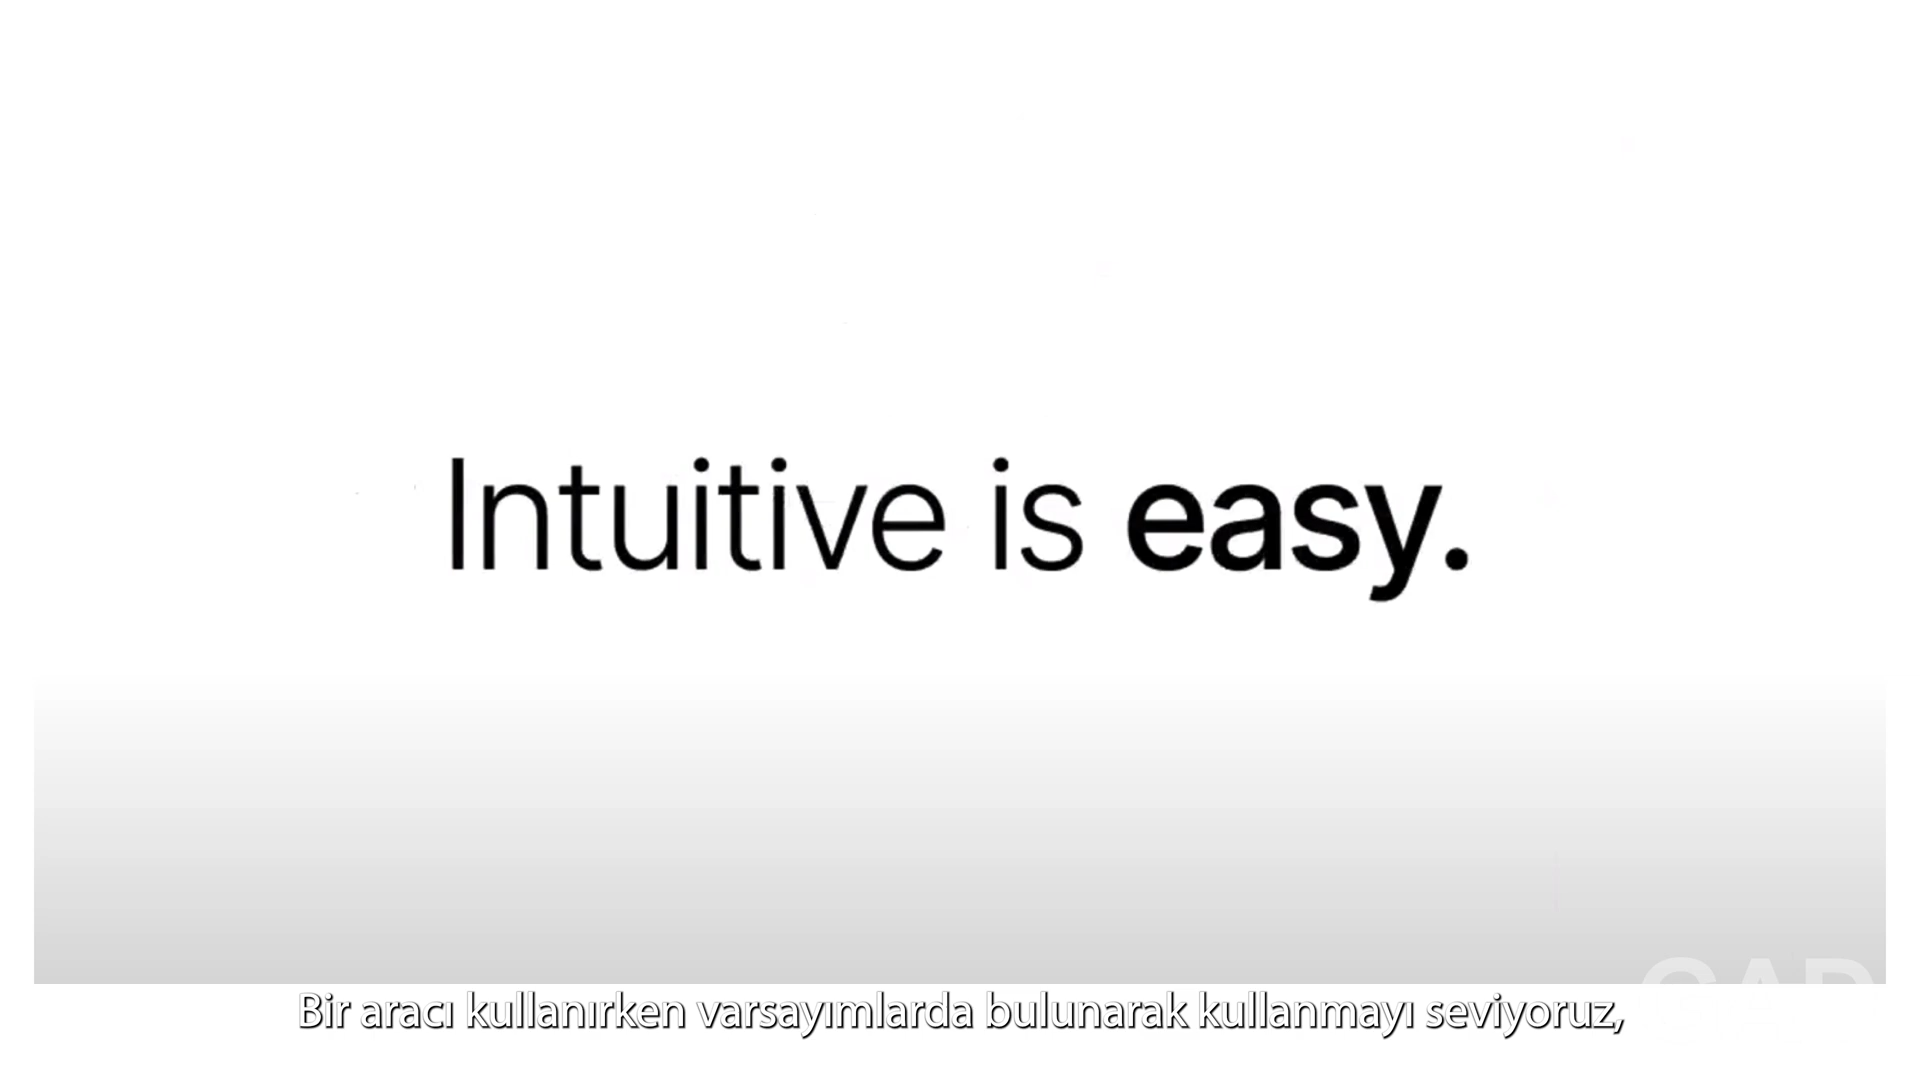 Intuitive is easy.
Bir aracı kullanırken varsayımlarda bulunarak kullanmayı seviyoruz,